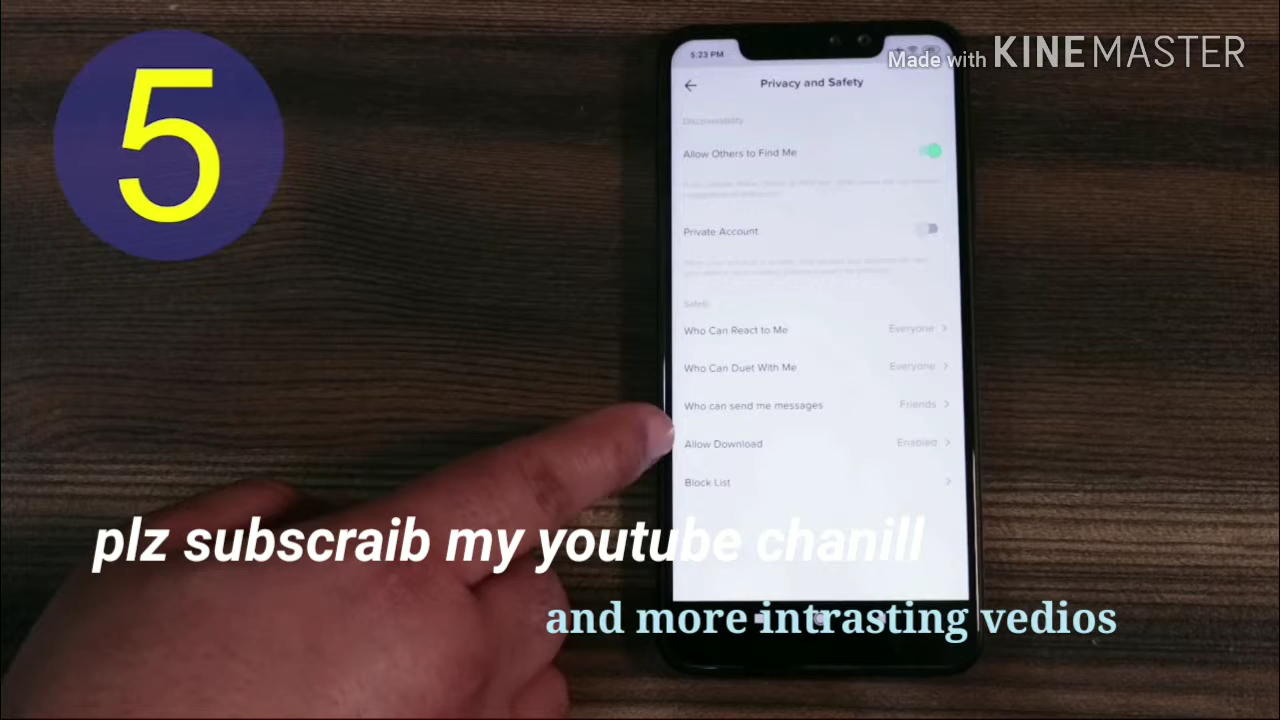 5
5:23 PM
Made with KINEMASTER
Privacy and Safety
Discoverability
Allow Others to Find Me
Private Account
Safety
Who Can React to Me Everyone
Who Can Duet With Me Everyone
Who can send me messages Friends
Allow Download Enabled
Block List
plz subscraib my youtube chanill
and more intrasting vedios